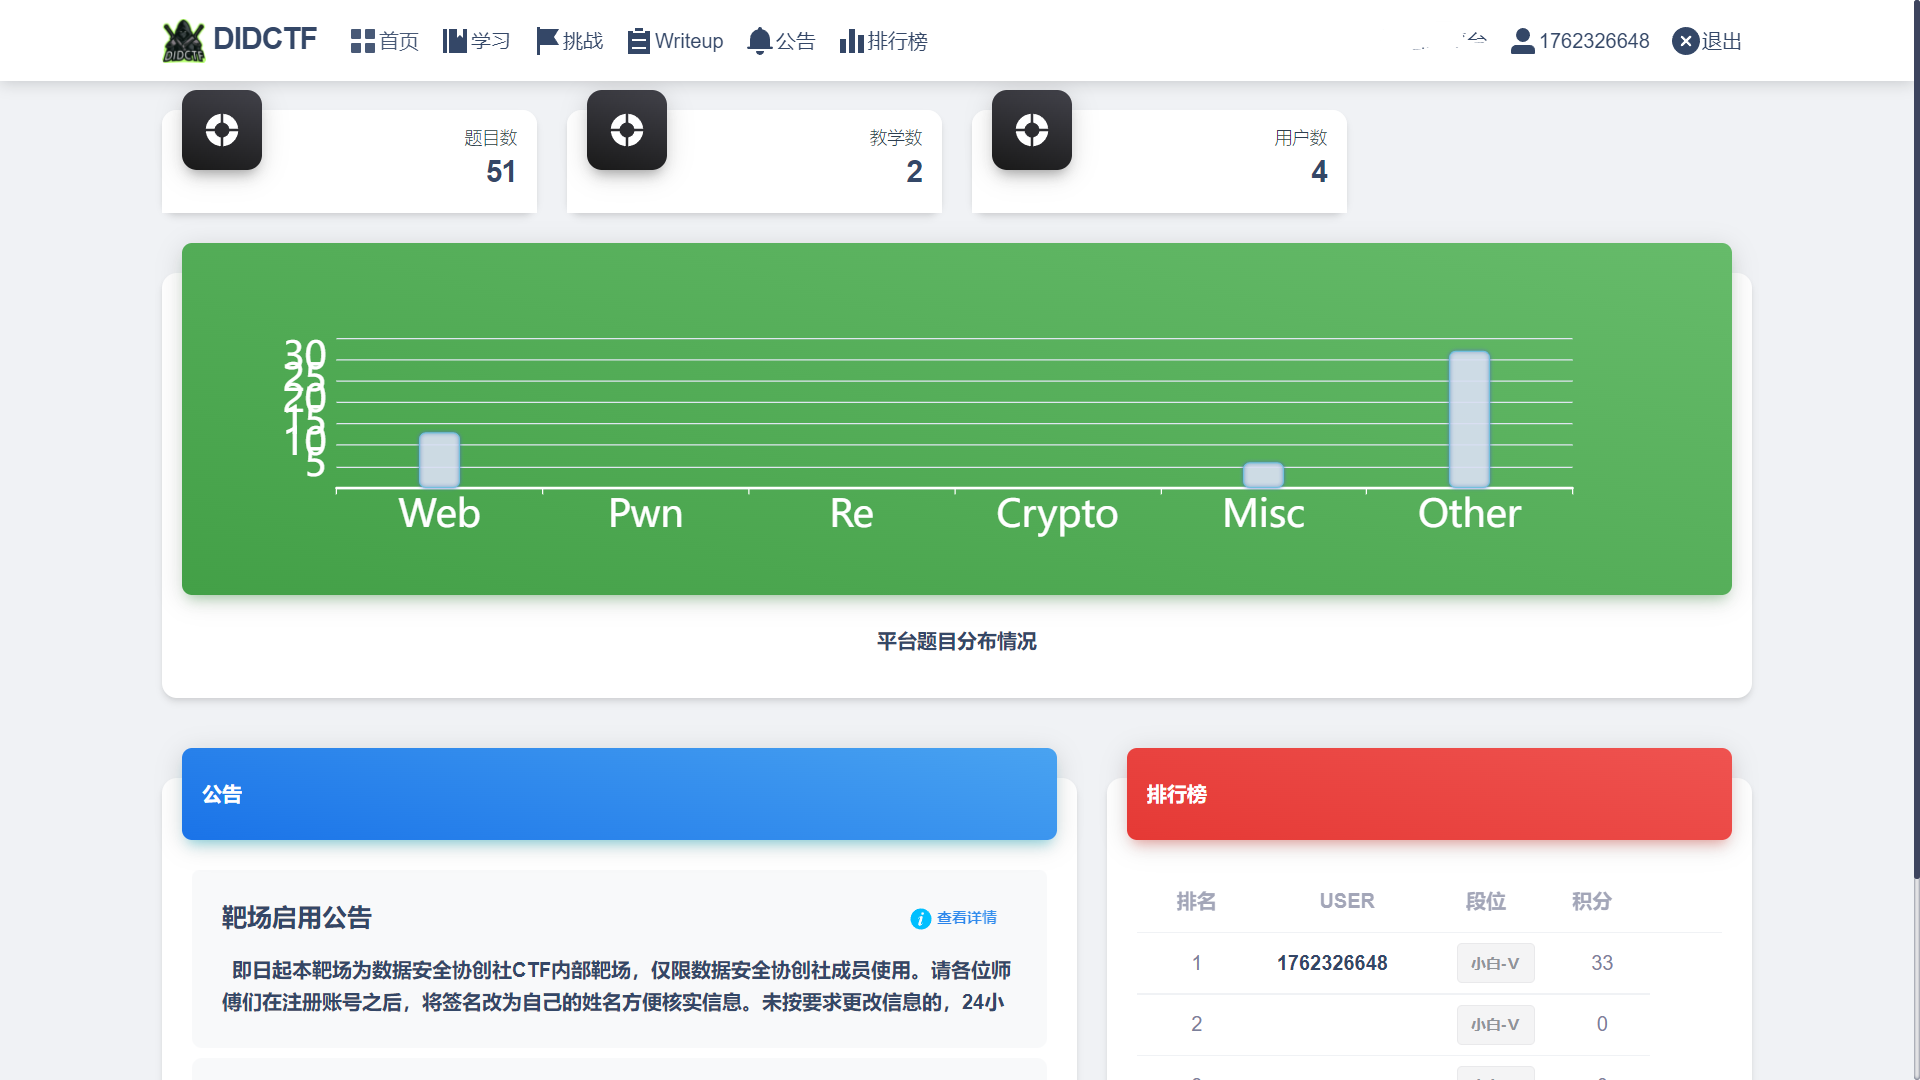 DIDCTF 首页 学习 挑战 Writeup 公告 排行榜 1762326648 退出
题目数
51
教学数
2
用户数
4
30
25
20
15
10
5
Web Pwn Re Crypto Misc Other
平台题目分布情况
公告
靶场启用公告 查看详情
即日起本靶场为数据安全协创社CTF内部靶场，仅限数据安全协创社成员使用。请各位师
傅们在注册账号之后，将签名改为自己的姓名方便核实信息。未按要求更改信息的，24小
排行榜
排名 USER 段位 积分
1 1762326648 小白-V 33
2 小白-V 0